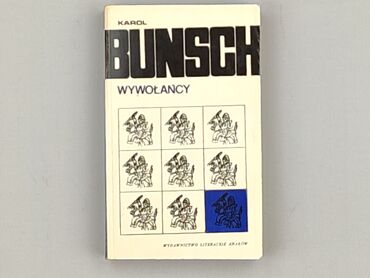 KAROL
BUNSCH
WYWOŁAŃCY
WYDAWNICTWO LITERACKIE KRAKÓW